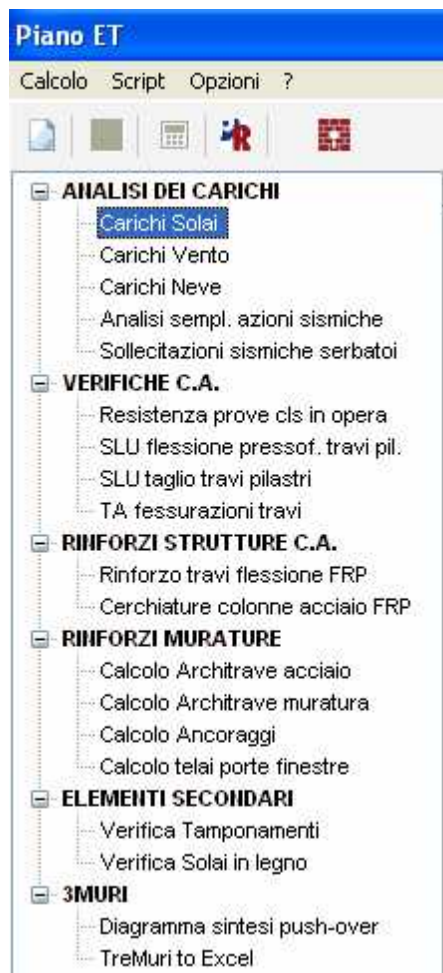 Piano ET
Calcolo Script Opzioni ?
ANALISI DEI CARICHI
Carichi Solai
Carichi Vento
Carichi Neve
Analisi sempl. azioni sismiche
Sollecitazioni sismiche serbatoi
VERIFICHE C.A.
Resistenza prove cls in opera
SLU flessione pressof. travi pil.
SLU taglio travi pilastri
TA fessurazioni travi
RINFORZI STRUTTURE C.A.
Rinforzo travi flessione FRP
Cerchiature colonne acciaio FRP
RINFORZI MURATURE
Calcolo Architrave acciaio
Calcolo Architrave muratura
Calcolo Ancoraggi
Calcolo telai porte finestre
ELEMENTI SECONDARI
Verifica Tamponamenti
Verifica Solai in legno
3MURI
Diagramma sintesi push-over
TreMuri to Excel